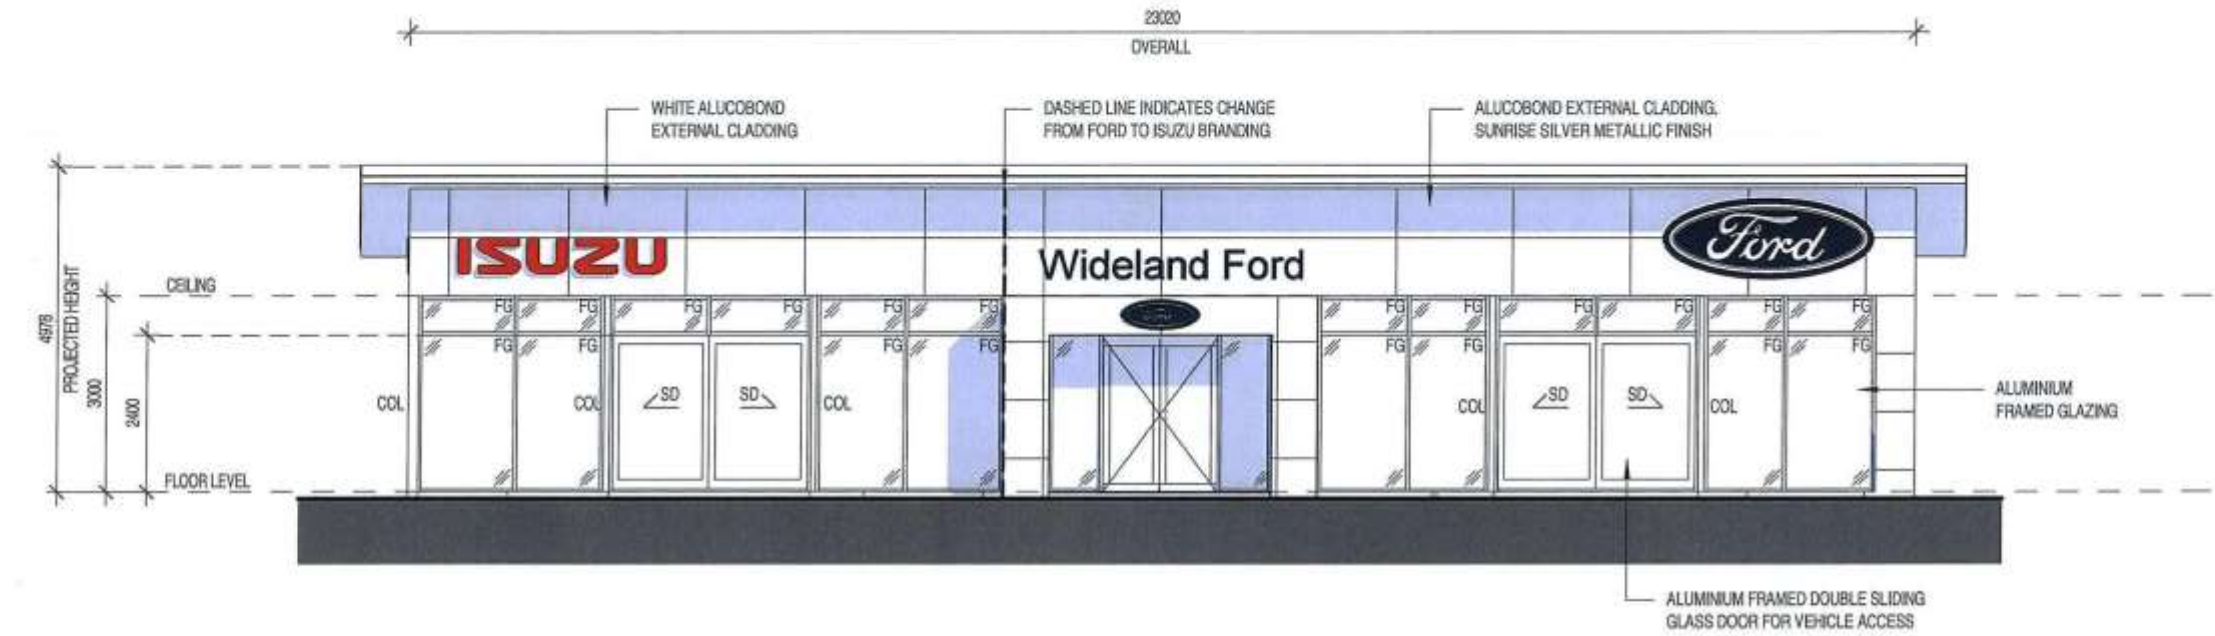 23020
OVERALL
WHITE ALUCOBOND
EXTERNAL CLADDING
DASHED LINE INDICATES CHANGE
FROM FORD TO ISUZU BRANDING
ALUCOBOND EXTERNAL CLADDING.
SUNRISE SILVER METALLIC FINISH
4978
PROJECTED HEIGHT
3000
2400
CEILING
FLOOR LEVEL
ISUZU
Wideland Ford
Ford
Ford
FG FG FG FG FG FG FG FG FG FG FG FG
FG FG FG FG FG FG FG FG
COL COL SD SD COL COL SD SD COL
ALUMINIUM
FRAMED GLAZING
ALUMINIUM FRAMED DOUBLE SLIDING
GLASS DOOR FOR VEHICLE ACCESS